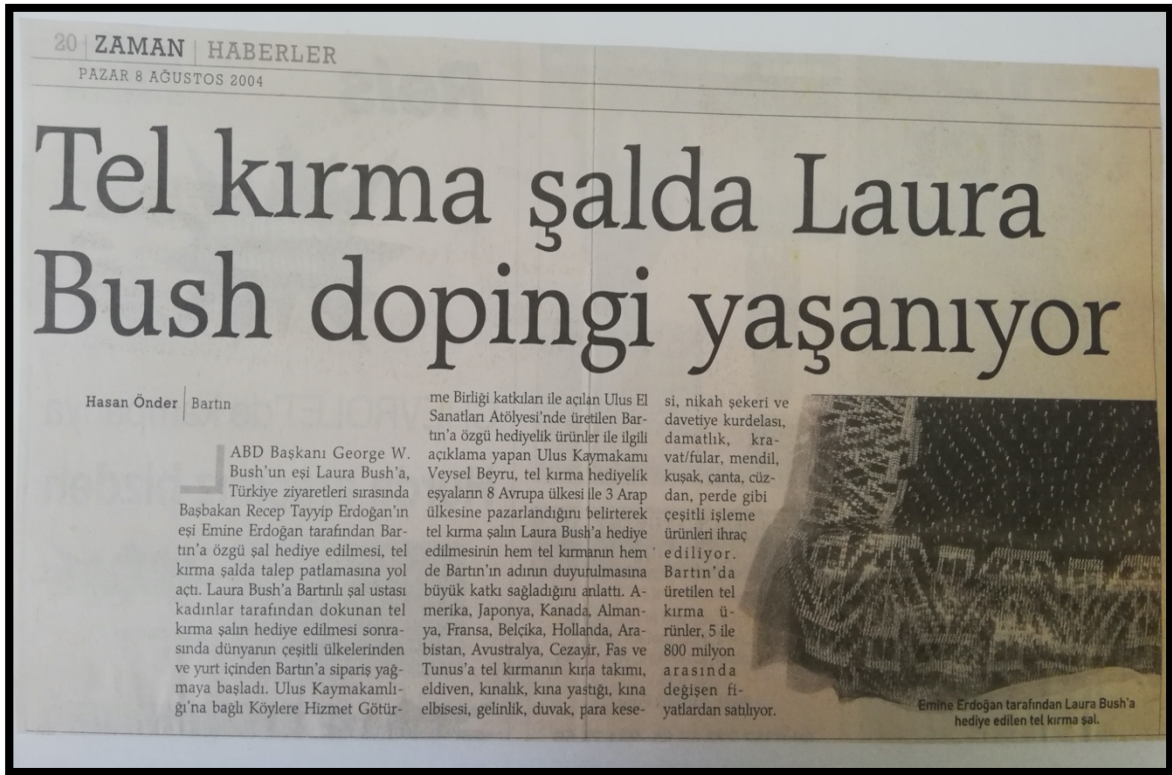 20 | ZAMAN | HABERLER
PAZAR 8 AĞUSTOS 2004
Tel kırma şalda Laura
Bush dopingi yaşanıyor
Hasan Önder | Bartın
ABD Başkanı George W.
Bush'un eşi Laura Bush'a,
Türkiye ziyaretleri sırasında
Başbakan Recep Tayyip Erdoğan'ın
eşi Emine Erdoğan tarafından Bar-
tın'a özgü şal hediye edilmesi, tel
kırma şalda talep patlamasına yol
açtı. Laura Bush'a Bartınlı şal ustası
kadınlar tarafından dokunan tel
kırma şalın hediye edilmesi sonra-
sında dünyanın çeşitli ülkelerinden
ve yurt içinden Bartın'a sipariş yağ-
maya başladı. Ulus Kaymakamlı-
ğı'na bağlı Köylere Hizmet Götür-
me Birliği katkıları ile açılan Ulus El
Sanatları Atölyesi'nde üretilen Bar-
tın'a özgü hediyelik ürünler ile ilgili
açıklama yapan Ulus Kaymakamı
Veysel Beyru, tel kırma hediyelik
eşyaların 8 Avrupa ülkesi ile 3 Arap
ülkesine pazarlandığını belirterek
tel kırma şalın Laura Bush'a hediye
edilmesinin hem tel kırmanın hem
de Bartın'ın adının duyurulmasına
büyük katkı sağladığını anlattı. A-
merika, Japonya, Kanada, Alman-
ya, Fransa, Belçika, Hollanda, Ara-
bistan, Avustralya, Cezayir, Fas ve
Tunus'a tel kırmanın kına takımı,
eldiven, kınalık, kına yastığı, kına
elbisesi, gelinlik, duvak, para kese-
si, nikah şekeri ve
davetiye kurdelası,
damatlık, kra-
vat/fular, mendil,
kuşak, çanta, cüz-
dan, perde gibi
çeşitli işleme
ürünleri ihraç
ediliyor.
Bartın'da
üretilen tel
kırma ü-
rünler, 5 ile
800 milyon
arasında
değişen fi-
yatlardan satılıyor.
Emine Erdoğan tarafından Laura Bush'a
hediye edilen tel kırma şal.